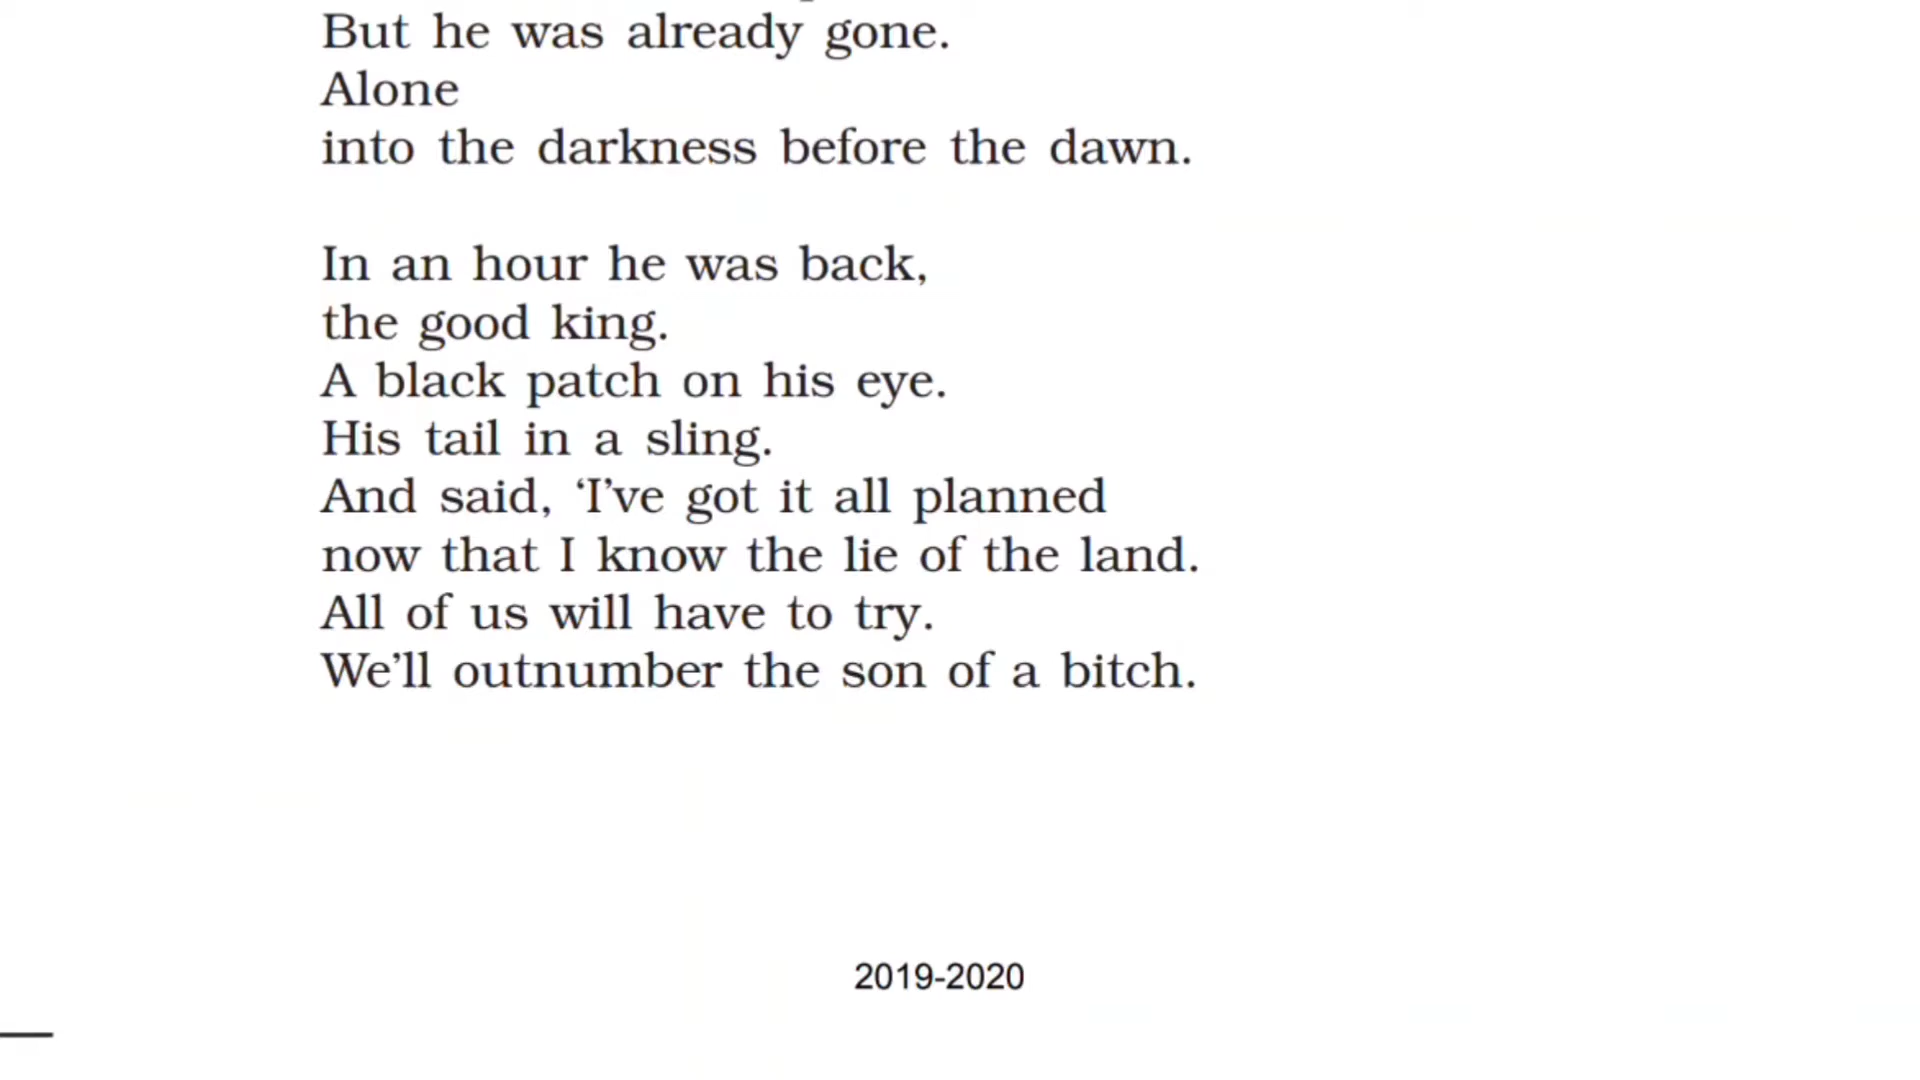 But he was already gone.
Alone
into the darkness before the dawn.
In an hour he was back,
the good king.
A black patch on his eye.
His tail in a sling.
And said, ‘I’ve got it all planned
now that I know the lie of the land.
All of us will have to try.
We’ll outnumber the son of a bitch.
2019-2020